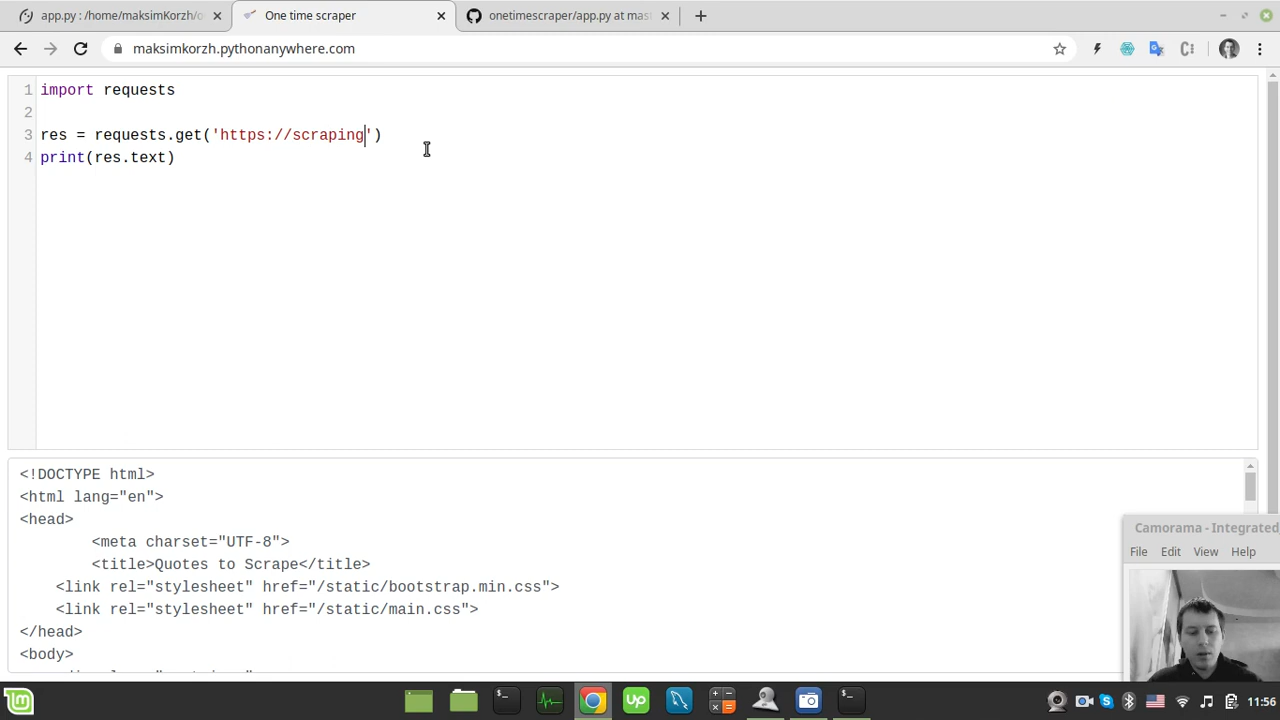 app.py : /home/maksimKorzh/o
One time scraper
onetimescraper/app.py at mas
maksimkorzh.pythonanywhere.com
1 import requests
2
3 res = requests.get('https://scraping')
4 print(res.text)
<!DOCTYPE html>
<html lang="en">
<head>
<meta charset="UTF-8">
<title>Quotes to Scrape</title>
<link rel="stylesheet" href="/static/bootstrap.min.css">
<link rel="stylesheet" href="/static/main.css">
</head>
<body>
Camorama - Integrated
File Edit View Help
Up
11:56